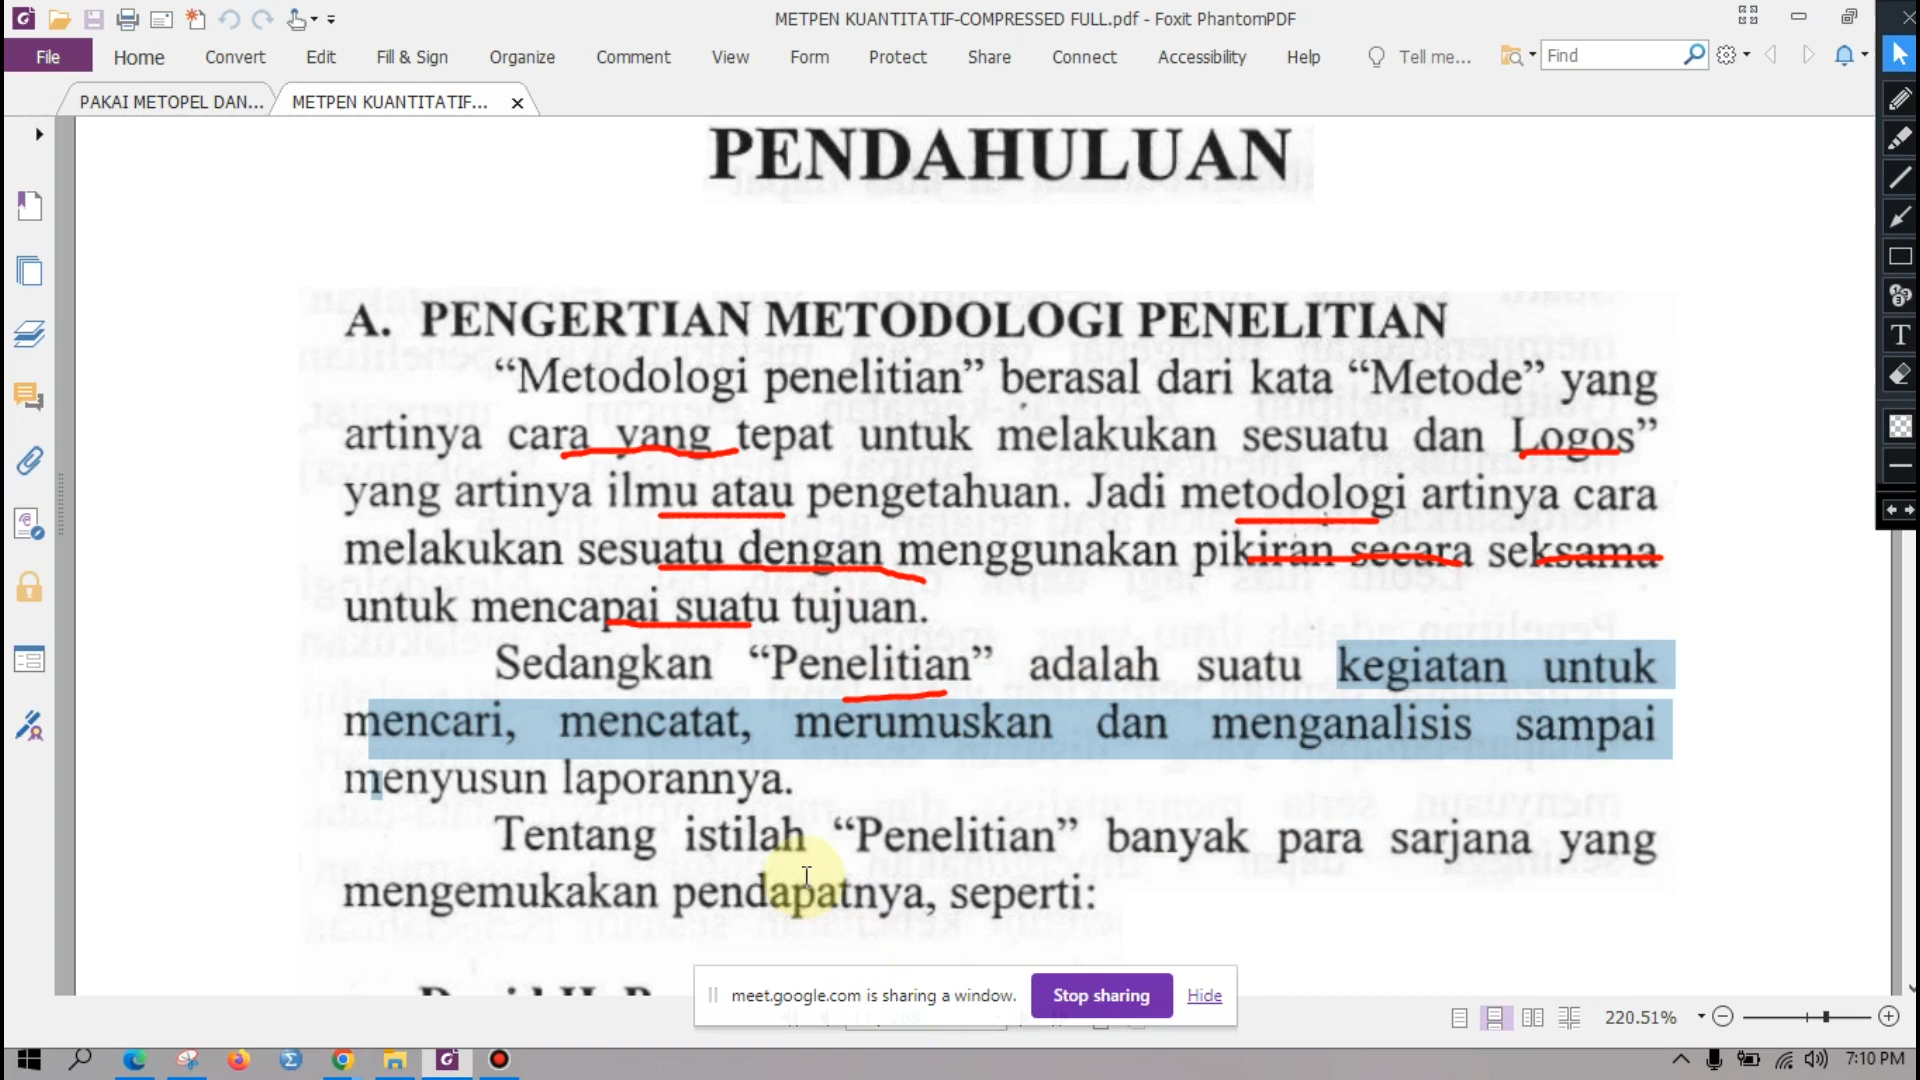 METPEN KUANTITATIF-COMPRESSED FULL.pdf - Foxit PhantomPDF
File Home Convert Edit Fill & Sign Organize Comment View Form Protect Share Connect Accessibility Help Tell me... Find
PAKAI METOPEL DAN... METPEN KUANTITATIF...
PENDAHULUAN
A. PENGERTIAN METODOLOGI PENELITIAN
“Metodologi penelitian” berasal dari kata “Metode” yang
artinya cara yang tepat untuk melakukan sesuatu dan Logos”
yang artinya ilmu atau pengetahuan. Jadi metodologi artinya cara
melakukan sesuatu dengan menggunakan pikiran secara seksama
untuk mencapai suatu tujuan.
Sedangkan “Penelitian” adalah suatu kegiatan untuk
mencari, mencatat, merumuskan dan menganalisis sampai
menyusun laporannya.
Tentang istilah “Penelitian” banyak para sarjana yang
mengemukakan pendapatnya, seperti:
meet.google.com is sharing a window. Stop sharing Hide
220.51%
7:10 PM